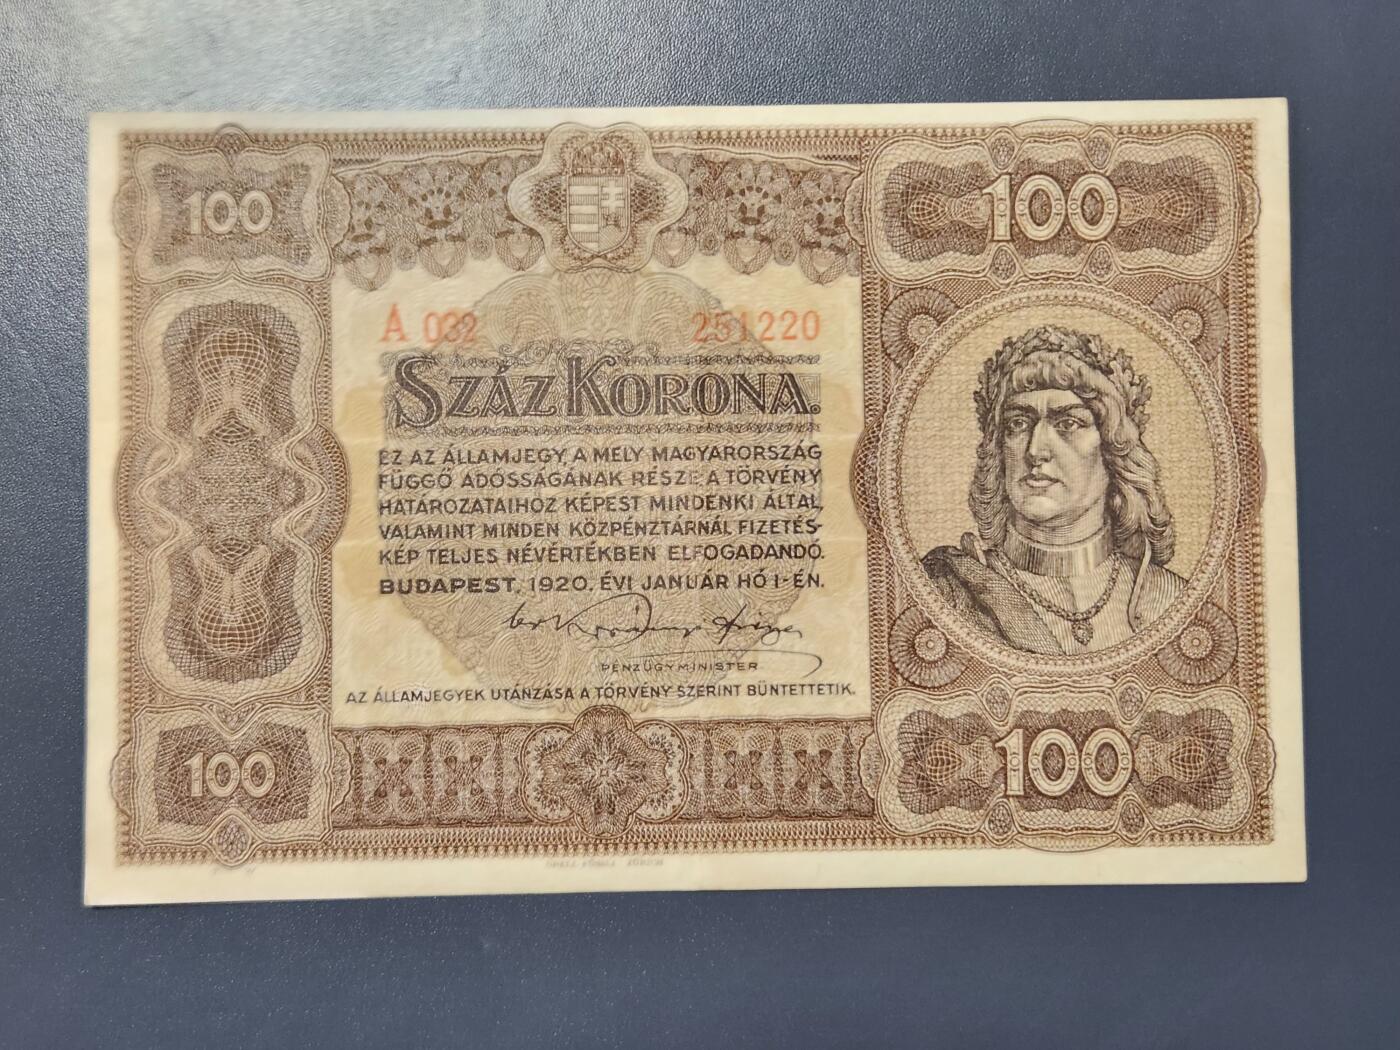 100
100
A 032 251220
SZÁZ KORONA.
EZ AZ ÁLLAMJEGY, A MELY MAGYARORSZÁG
FÜGGŐ ADÓSSÁGÁNAK RÉSZE, A TÖRVÉNY
HATÁROZATAIHOZ KÉPEST MINDENKI ÁLTAL,
VALAMINT MINDEN KÖZPÉNZTÁRNÁL FIZETÉS-
KÉP TELJES NÉVÉRTÉKBEN ELFOGADANDÓ.
BUDAPEST, 1920. ÉVI JANUÁR HÓ 1-ÉN.
PÉNZÜGYMINISTER
AZ ÁLLAMJEGYEK UTÁNZÁSA A TÖRVÉNY SZERINT BÜNTETTETIK.
100
100